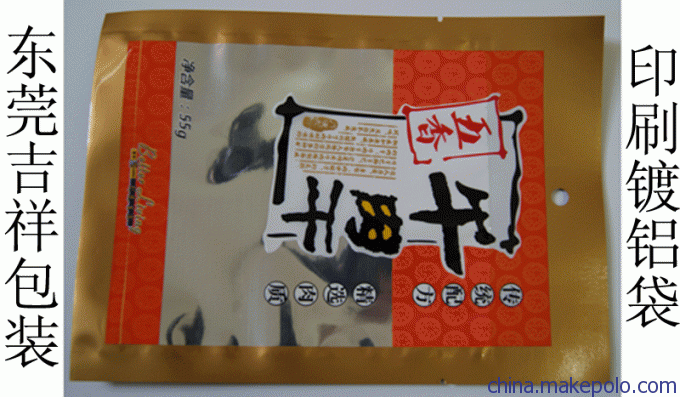 东莞吉祥包装
印刷镀铝袋
五香
牛肉干
传统配方
精选肉
净含量：55g
china.makepolo.com